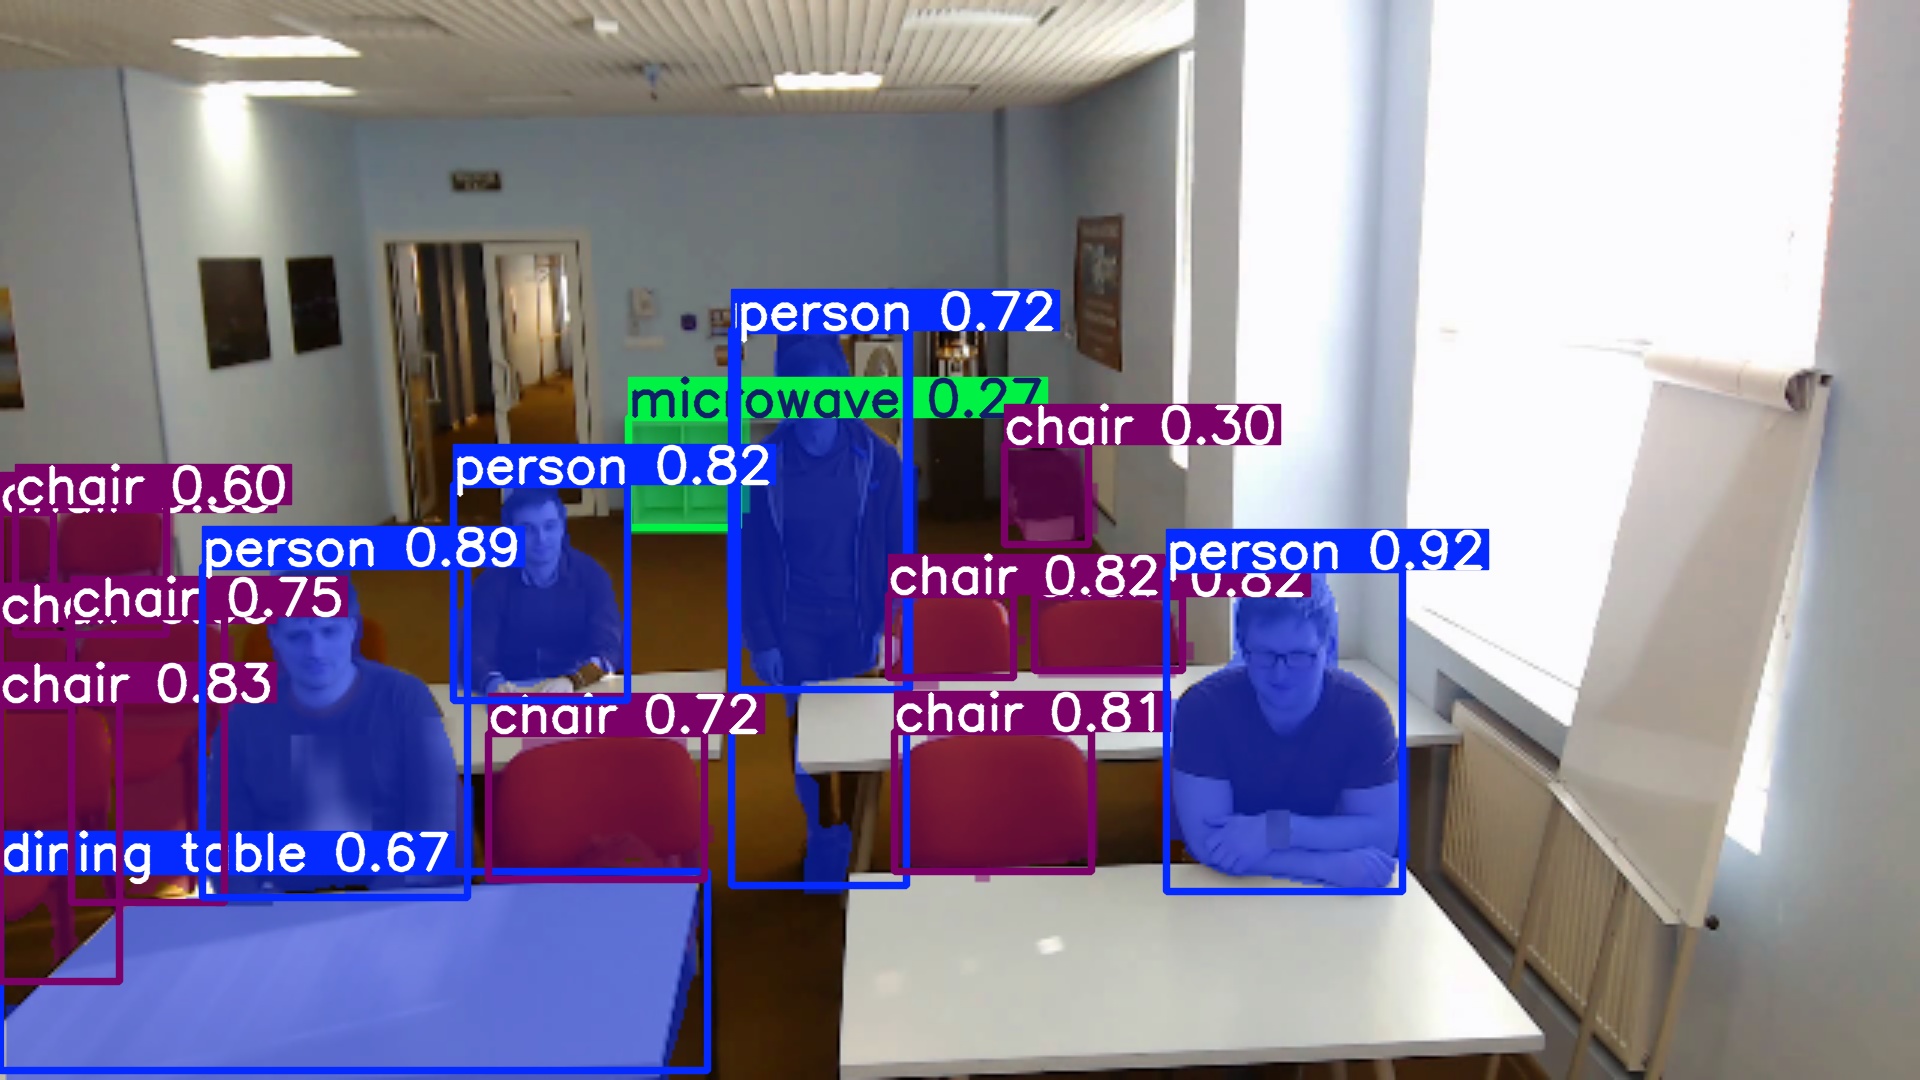 person 0.72
microwave 0.27
chair 0.30
person 0.82
chair 0.60
person 0.89
chair 0.82
0.82
person 0.92
chair 0.75
chair 0.83
chair 0.72
chair 0.81
dining table 0.67